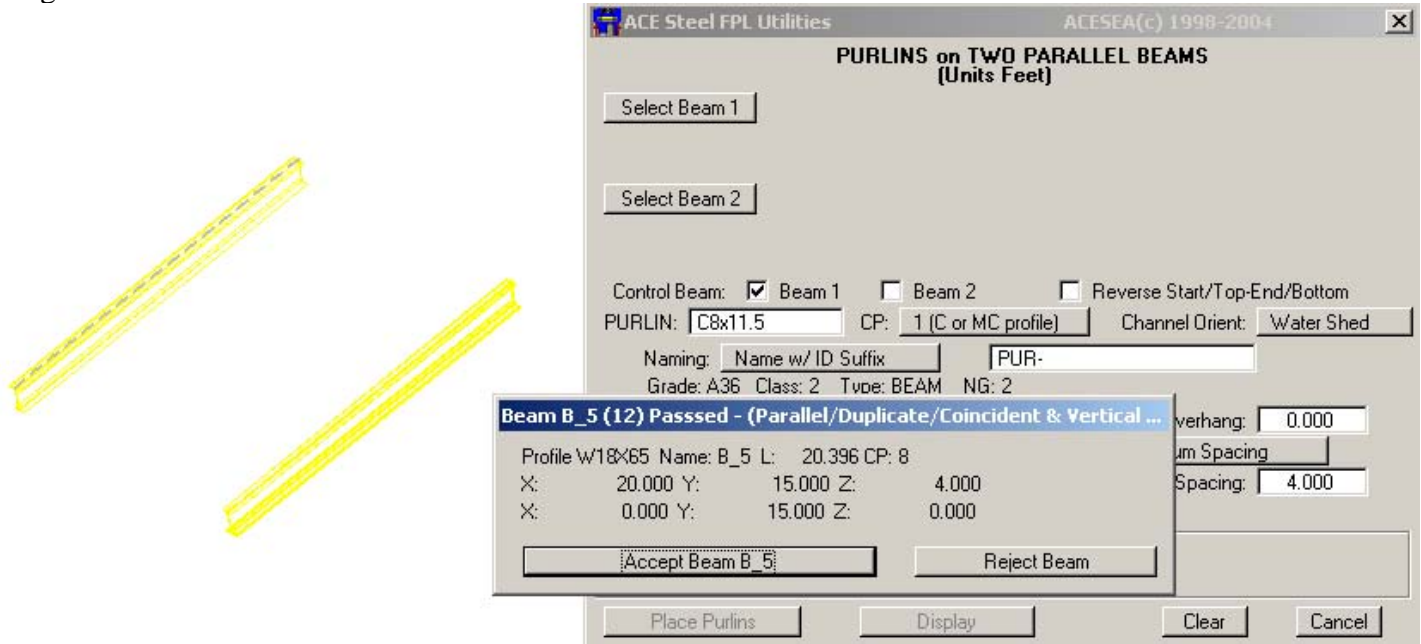 ACE Steel FPL Utilities ACESEA(c) 1998-2004
PURLINS on TWO PARALLEL BEAMS
(Units Feet)
Select Beam 1
Select Beam 2
Control Beam: Beam 1 Beam 2 Reverse Start/Top-End/Bottom
PURLIN: C8x11.5 CP: 1 (C or MC profile) Channel Orient: Water Shed
Naming: Name w/ ID Suffix PUR-
Grade: A36 Class: 2 Type: BEAM NG: 2
Beam B_5 (12) Passsed - (Parallel/Duplicate/Coincident & Vertical ...
verhang: 0.000
Profile W18X65 Name: B_5 L: 20.396 CP: 8
um Spacing
X: 20.000 Y: 15.000 Z: 4.000
Spacing: 4.000
X: 0.000 Y: 15.000 Z: 0.000
Accept Beam B_5 Reject Beam
Place Purlins Display Clear Cancel